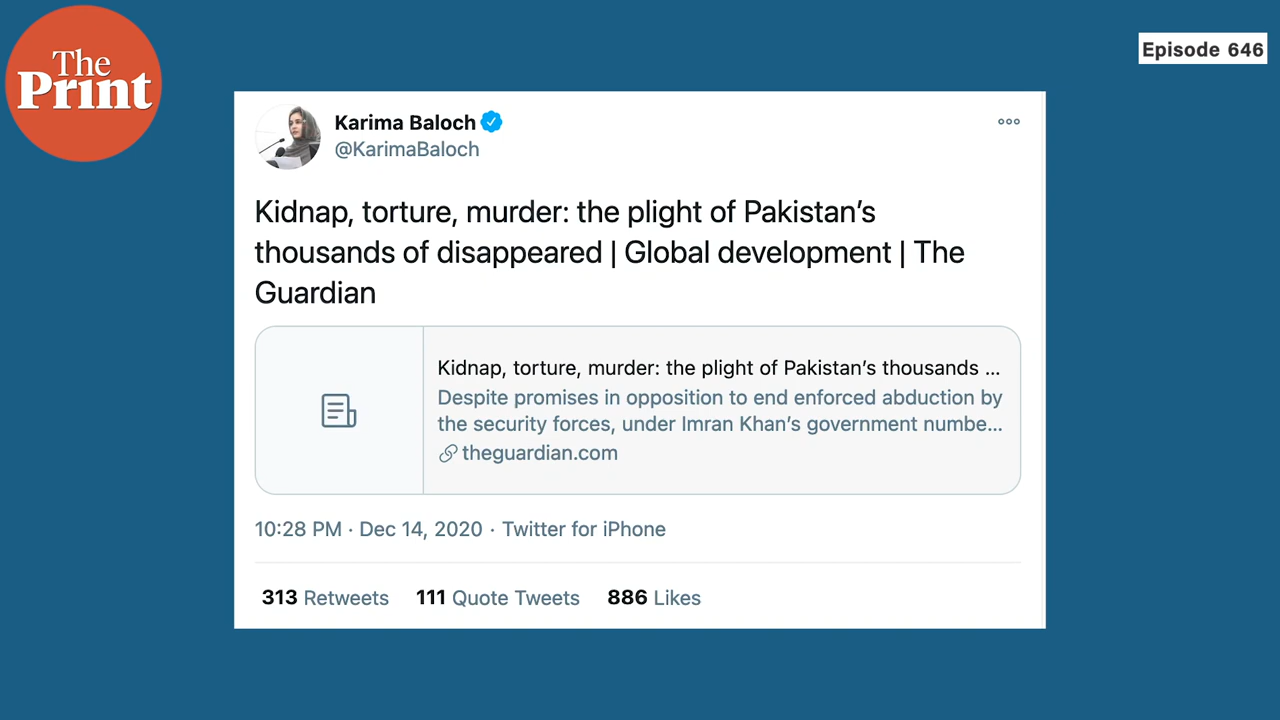 The
Print
Episode 646
Karima Baloch
@KarimaBaloch
Kidnap, torture, murder: the plight of Pakistan’s
thousands of disappeared | Global development | The
Guardian
Kidnap, torture, murder: the plight of Pakistan’s thousands ...
Despite promises in opposition to end enforced abduction by
the security forces, under Imran Khan’s government numbe...
theguardian.com
10:28 PM · Dec 14, 2020 · Twitter for iPhone
313 Retweets 111 Quote Tweets 886 Likes